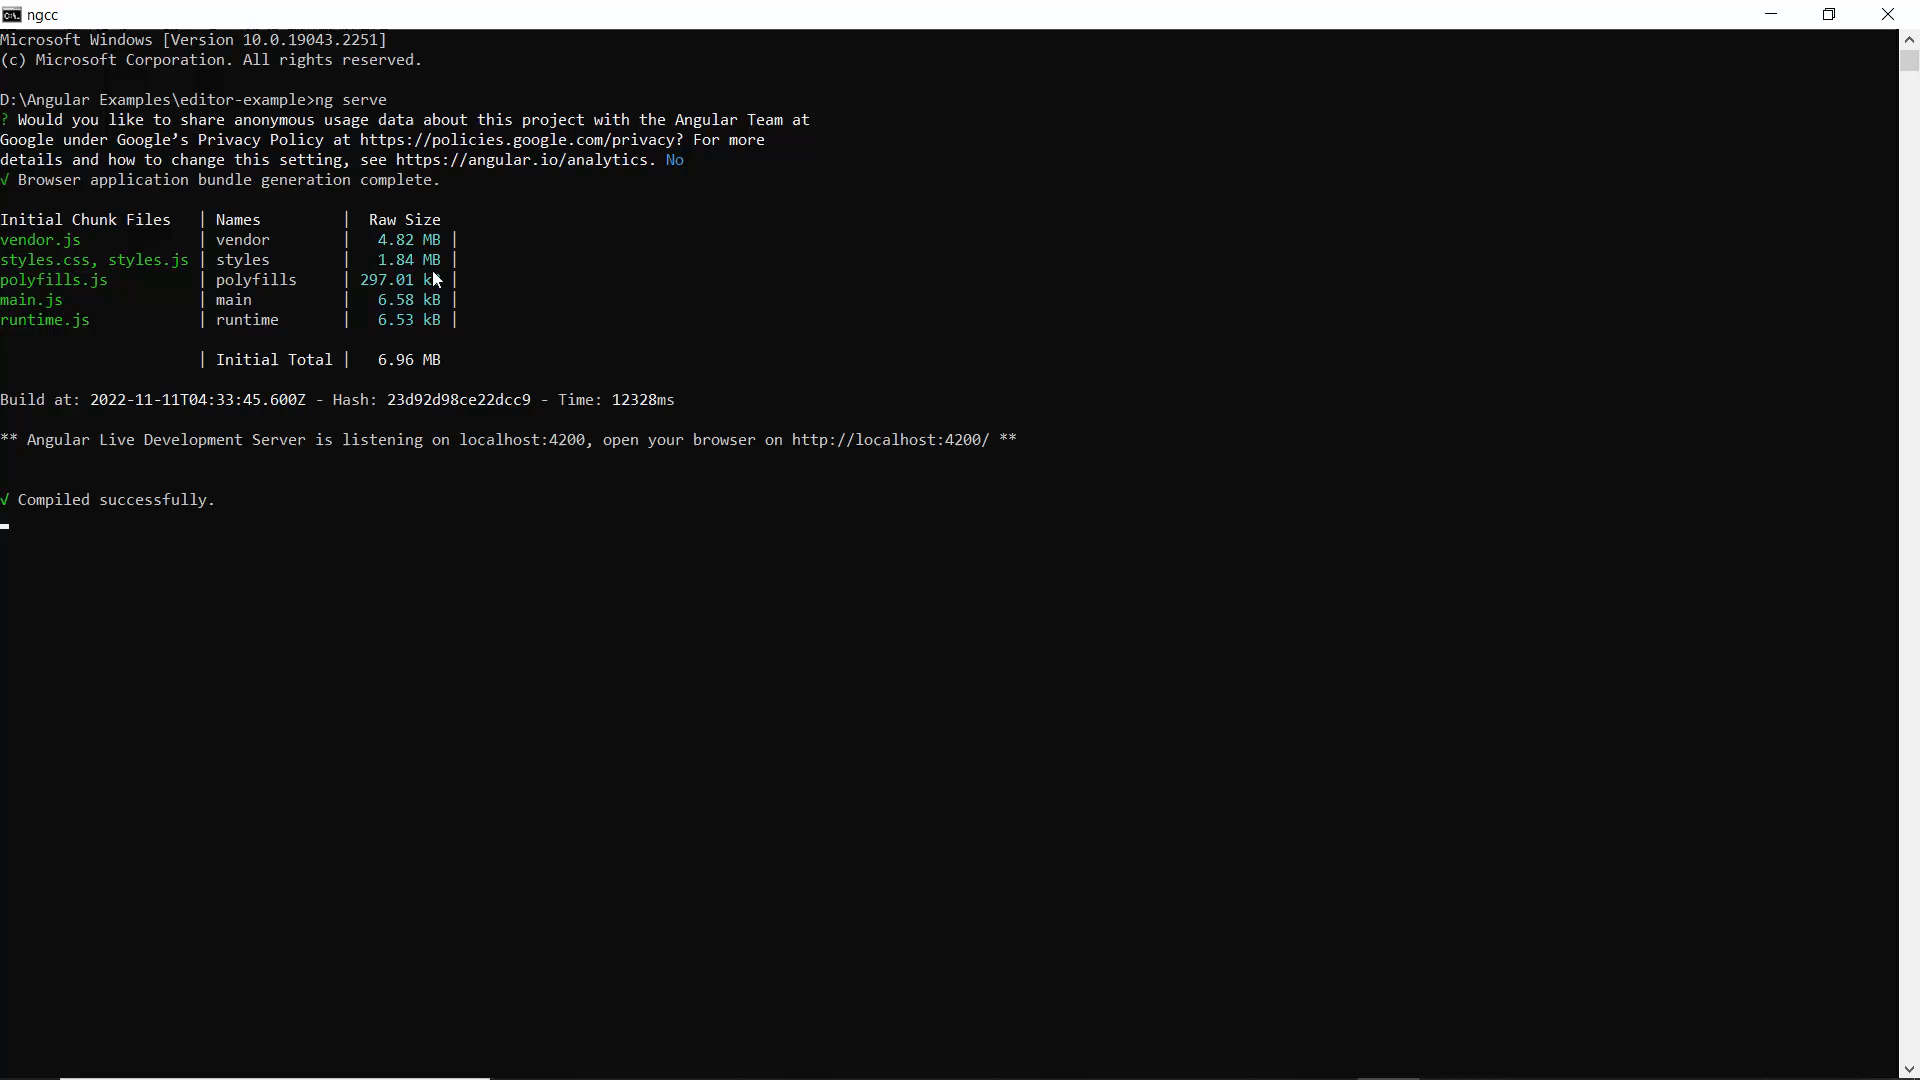 ngcc
Microsoft Windows [Version 10.0.19043.2251]
(c) Microsoft Corporation. All rights reserved.
D:\Angular Examples\editor-example>ng serve
? Would you like to share anonymous usage data about this project with the Angular Team at
Google under Google’s Privacy Policy at https://policies.google.com/privacy? For more
details and how to change this setting, see https://angular.io/analytics. No
√ Browser application bundle generation complete.
Initial Chunk Files | Names | Raw Size
vendor.js | vendor | 4.82 MB |
styles.css, styles.js | styles | 1.84 MB |
polyfills.js | polyfills | 297.01 kB |
main.js | main | 6.58 kB |
runtime.js | runtime | 6.53 kB |
| Initial Total | 6.96 MB
Build at: 2022-11-11T04:33:45.600Z - Hash: 23d92d98ce22dcc9 - Time: 12328ms
** Angular Live Development Server is listening on localhost:4200, open your browser on http://localhost:4200/ **
√ Compiled successfully.